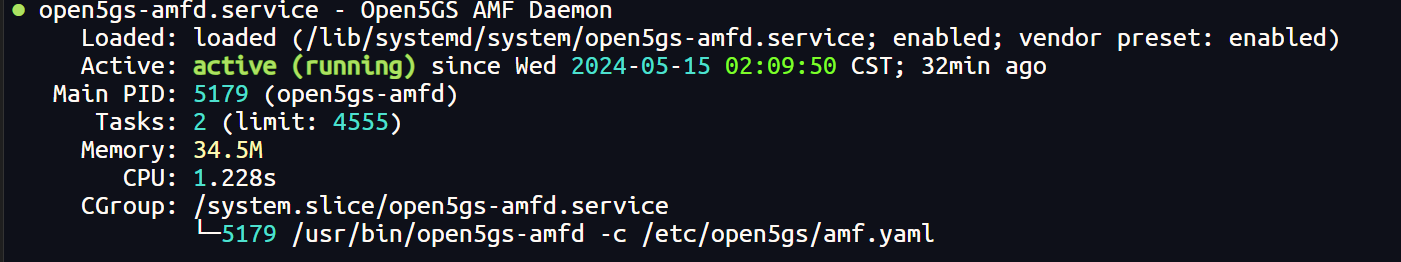 ● open5gs-amfd.service - Open5GS AMF Daemon
Loaded: loaded (/lib/systemd/system/open5gs-amfd.service; enabled; vendor preset: enabled)
Active: active (running) since Wed 2024-05-15 02:09:50 CST; 32min ago
Main PID: 5179 (open5gs-amfd)
Tasks: 2 (limit: 4555)
Memory: 34.5M
CPU: 1.228s
CGroup: /system.slice/open5gs-amfd.service
└─5179 /usr/bin/open5gs-amfd -c /etc/open5gs/amf.yaml